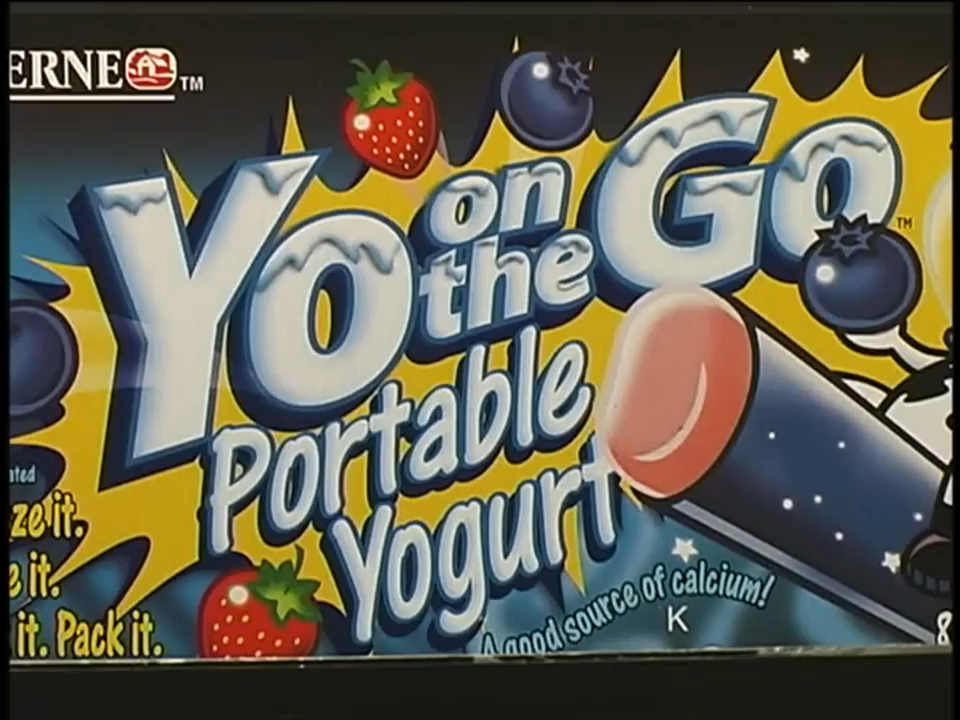 ERNE TM
Yo on the Go TM
Portable
Yogurt
ze it.
it.
it. Pack it.
A good source of calcium!
K